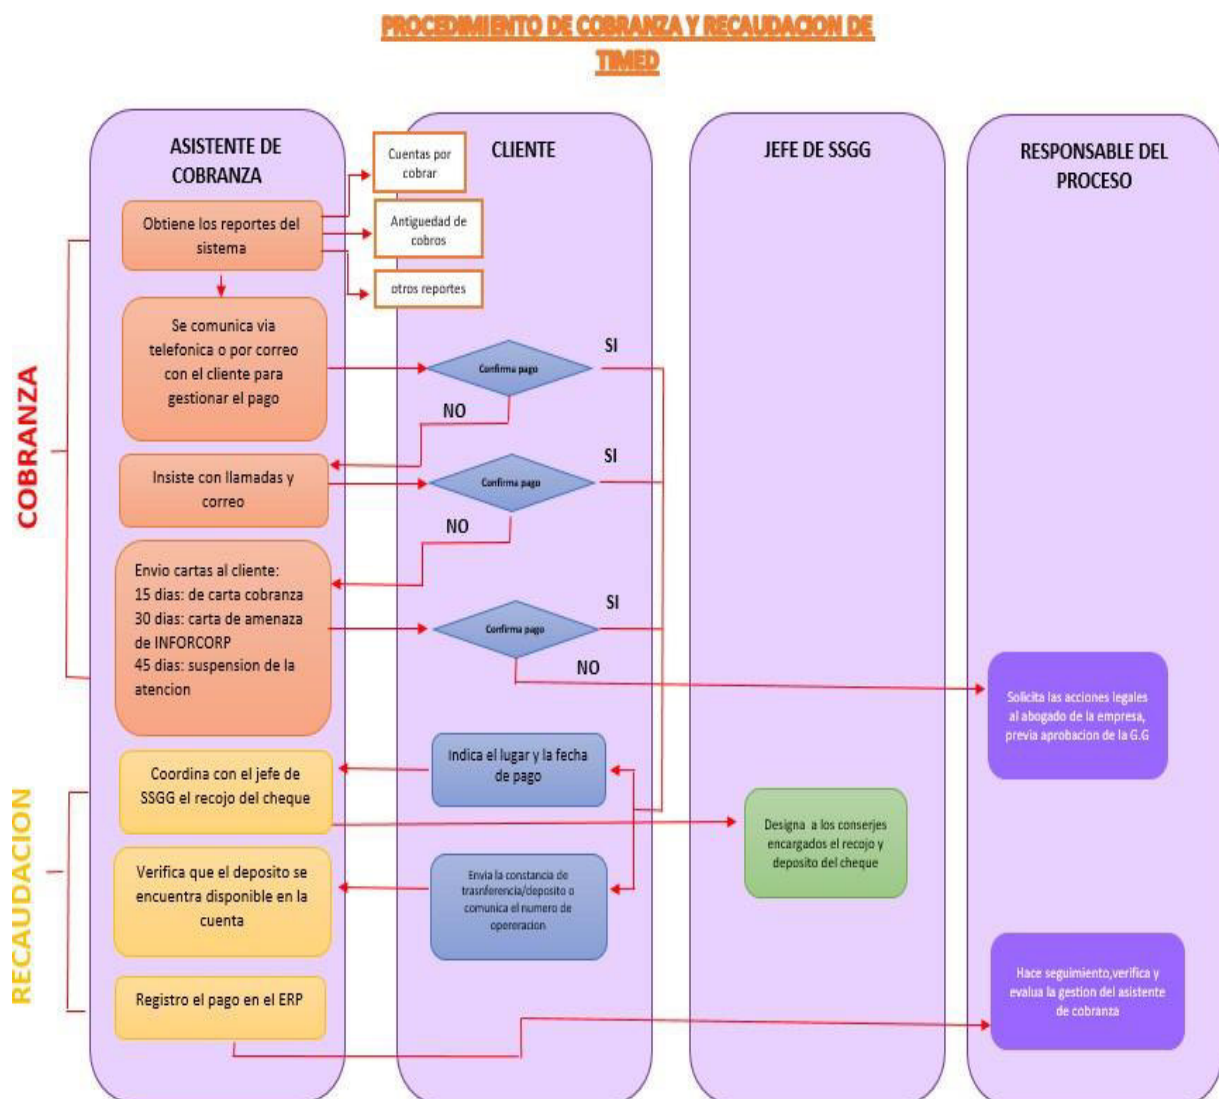 PROCEDIMIENTO DE COBRANZA Y RECAUDACION DE
TIMED
ASISTENTE DE
COBRANZA
CLIENTE
JEFE DE SSGG
RESPONSABLE DEL
PROCESO
COBRANZA
Obtiene los reportes del
sistema
Cuentas por
cobrar
Antiguedad de
cobros
otros reportes
Se comunica via
telefonica o por correo
con el cliente para
gestionar el pago
Confirma pago
SI
NO
Insiste con llamadas y
correo
Confirma pago
SI
NO
Envio cartas al cliente:
15 dias: de carta cobranza
30 dias: carta de amenaza
de INFORCORP
45 dias: suspension de la
atencion
Confirma pago
SI
NO
Solicita las acciones legales
al abogado de la empresa,
previa aprobacion de la G.G
RECAUDACION
Coordina con el jefe de
SSGG el recojo del cheque
Indica el lugar y la fecha
de pago
Designa a los conserjes
encargados el recojo y
deposito del cheque
Verifica que el deposito se
encuentra disponible en la
cuenta
Envia la constancia de
trasnferencia/deposito o
comunica el numero de
opereracion
Registro el pago en el ERP
Hace seguimiento,verifica y
evalua la gestion del asistente
de cobranza